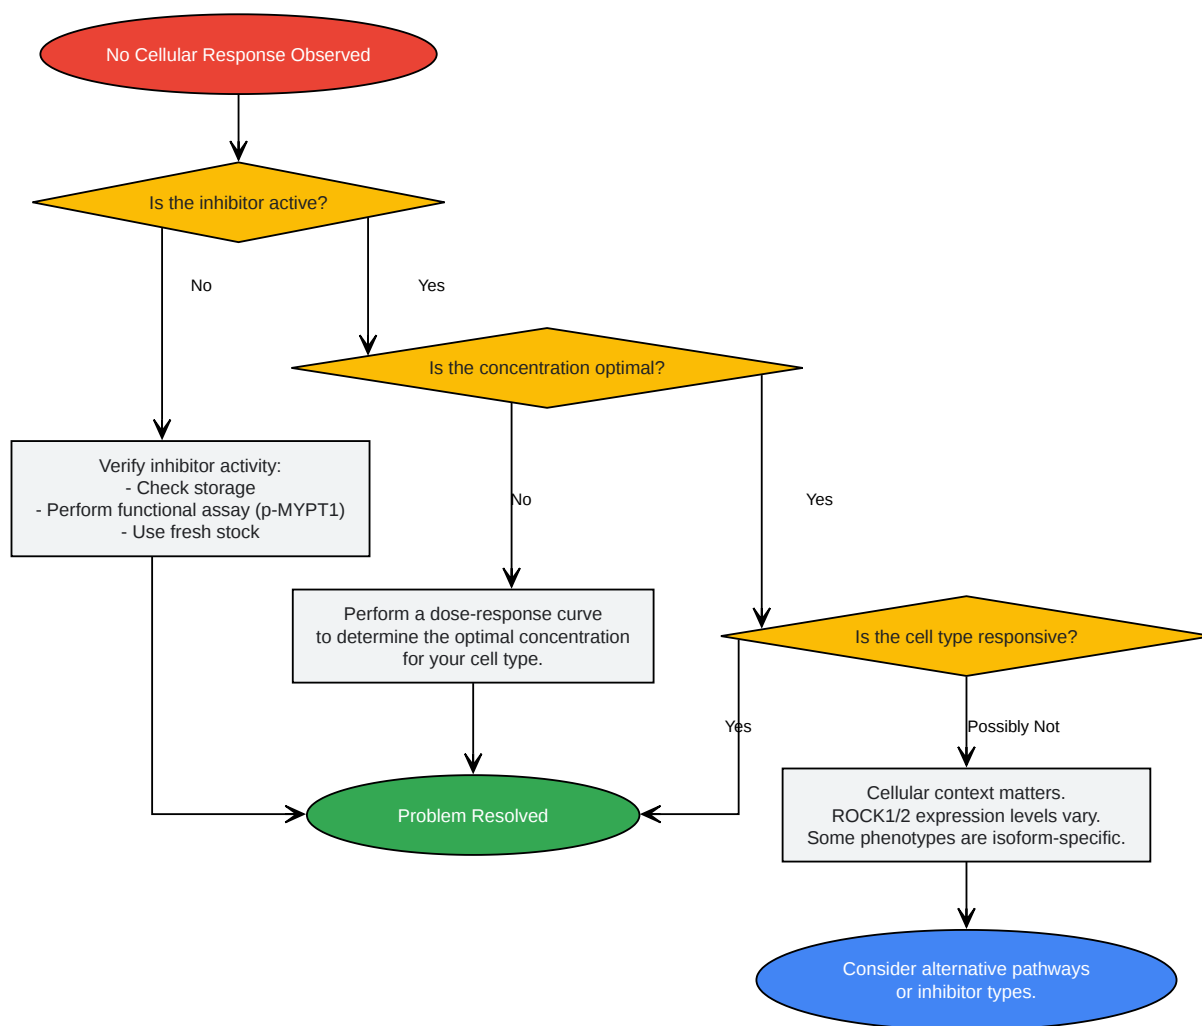 No Cellular Response Observed
Is the inhibitor active?
No
Yes
Is the concentration optimal?
Verify inhibitor activity:
- Check storage
- Perform functional assay (p-MYPT1)
- Use fresh stock
No
Yes
Perform a dose-response curve
to determine the optimal concentration
for your cell type.
Is the cell type responsive?
Yes
Possibly Not
Problem Resolved
Cellular context matters.
ROCK1/2 expression levels vary.
Some phenotypes are isoform-specific.
Consider alternative pathways
or inhibitor types.